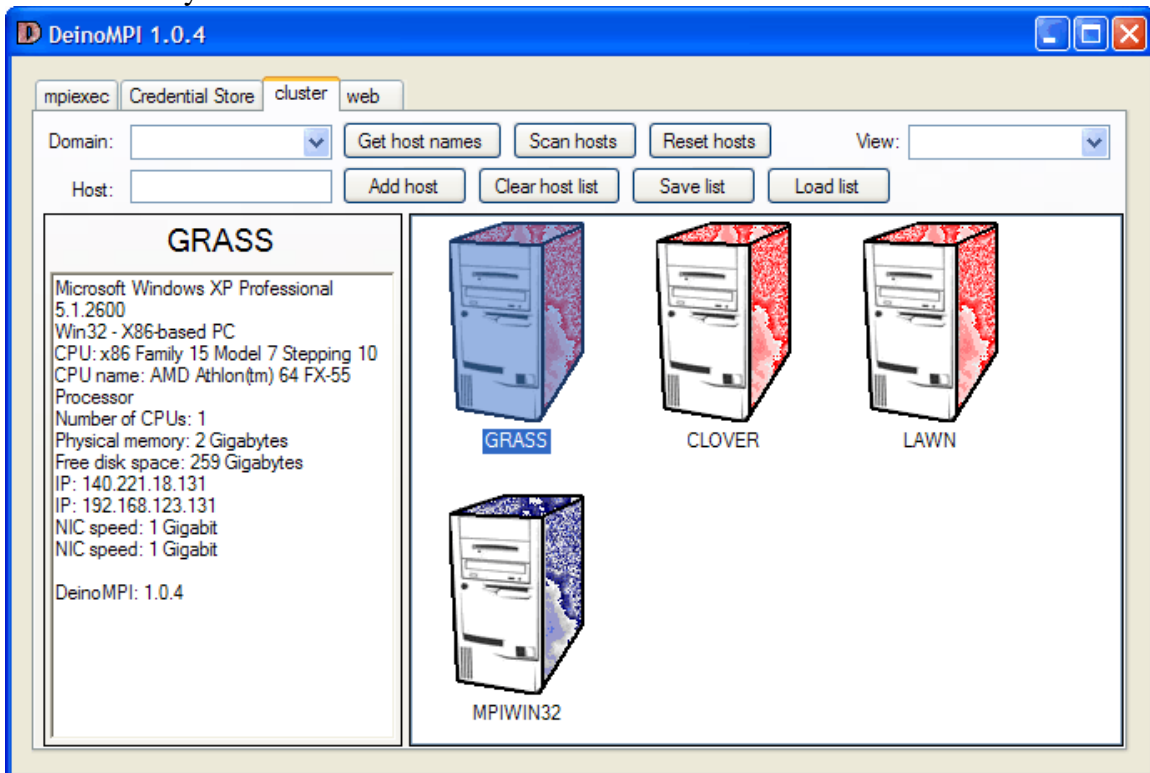 DeinoMPI 1.0.4
mpiexec Credential Store cluster web
Domain: Get host names Scan hosts Reset hosts View:
Host: Add host Clear host list Save list Load list
GRASS
Microsoft Windows XP Professional
5.1.2600
Win32 - X86-based PC
CPU: x86 Family 15 Model 7 Stepping 10
CPU name: AMD Athlon(tm) 64 FX-55
Processor
Number of CPUs: 1
Physical memory: 2 Gigabytes
Free disk space: 259 Gigabytes
IP: 140.221.18.131
IP: 192.168.123.131
NIC speed: 1 Gigabit
NIC speed: 1 Gigabit
DeinoMPI: 1.0.4
GRASS CLOVER LAWN
MPIWIN32